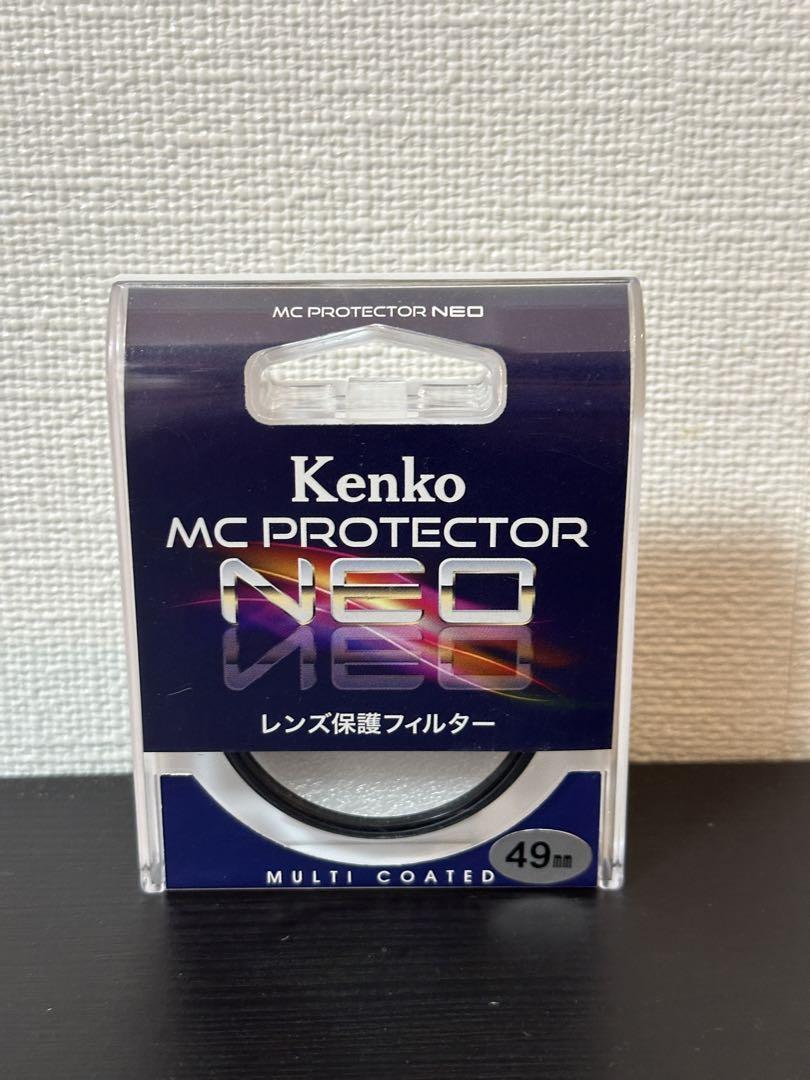 MC PROTECTOR NEO
Kenko
MC PROTECTOR
NEO
レンズ保護フィルター
49mm
MULTI COATED